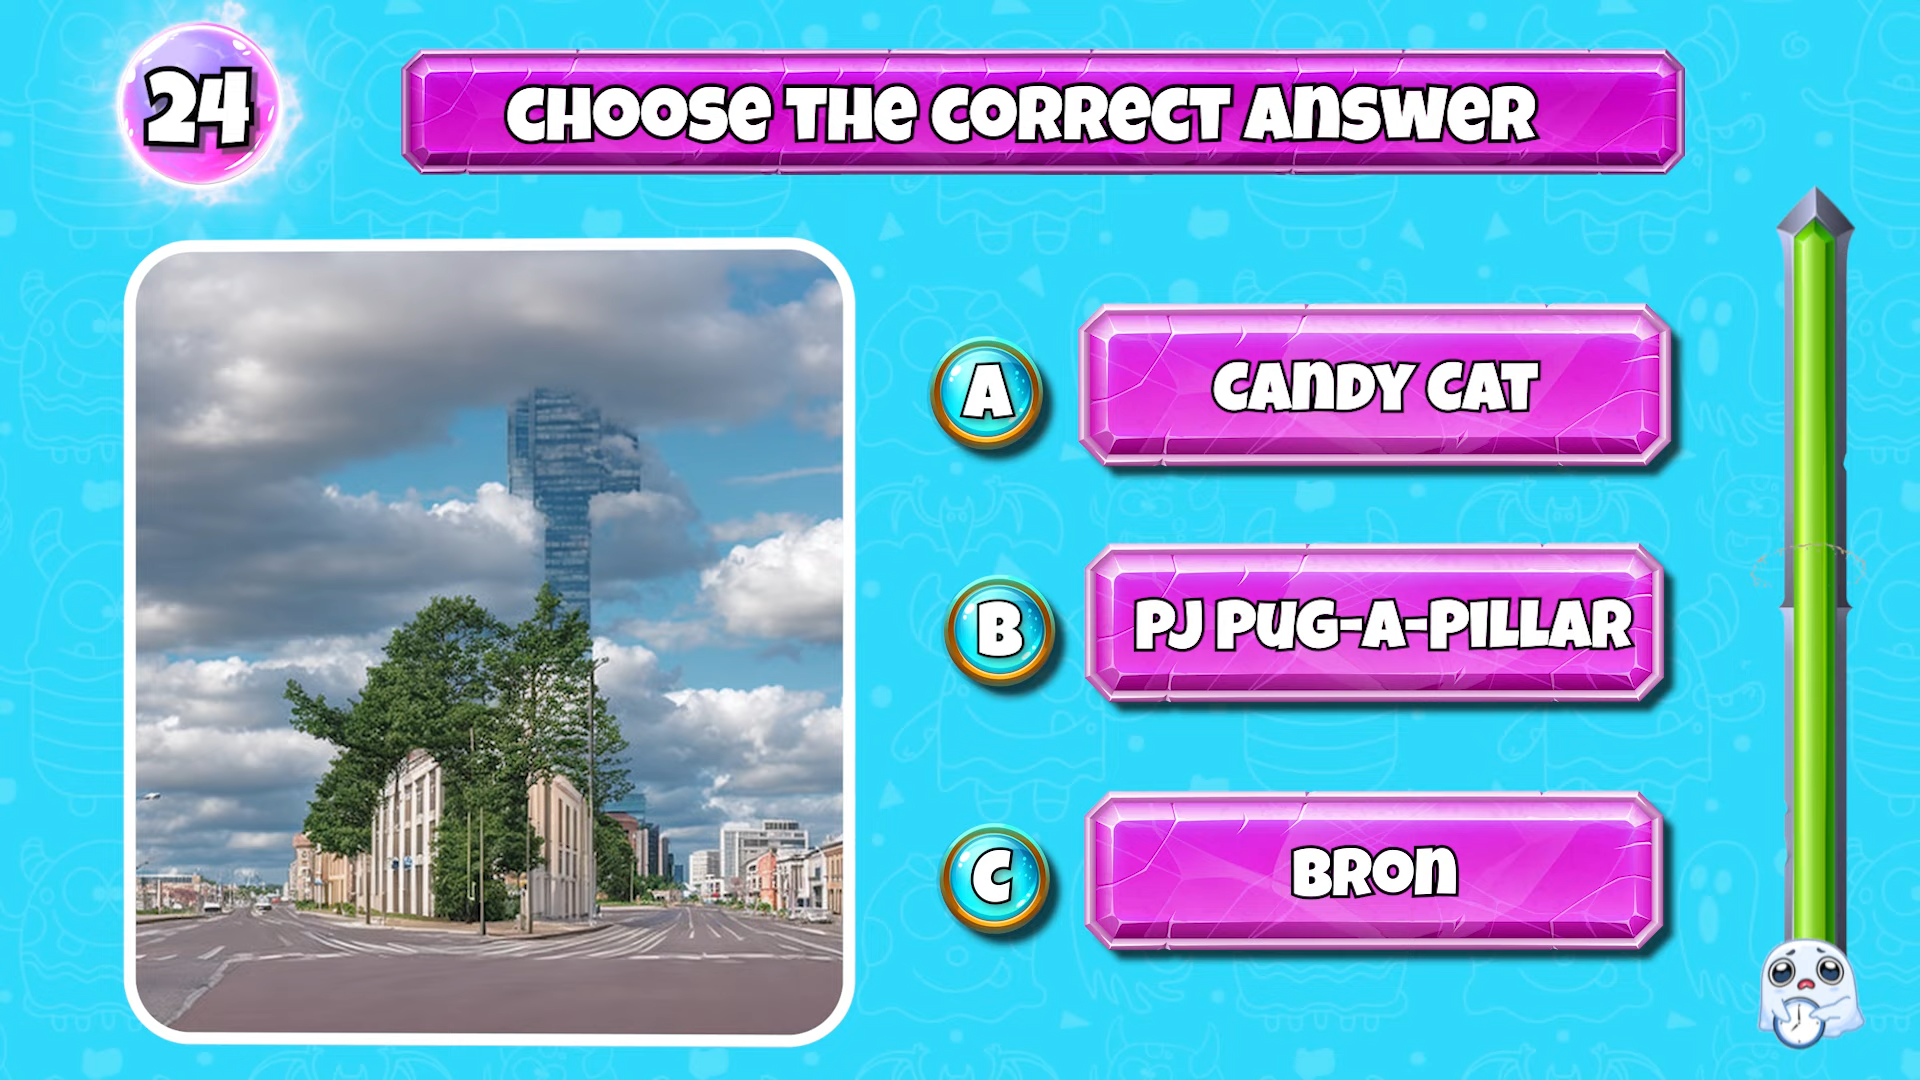 24
CHOOSE THE CORRECT ANSWER
A
CANDY CAT
B
PJ PUG-A-PILLAR
C
BRON